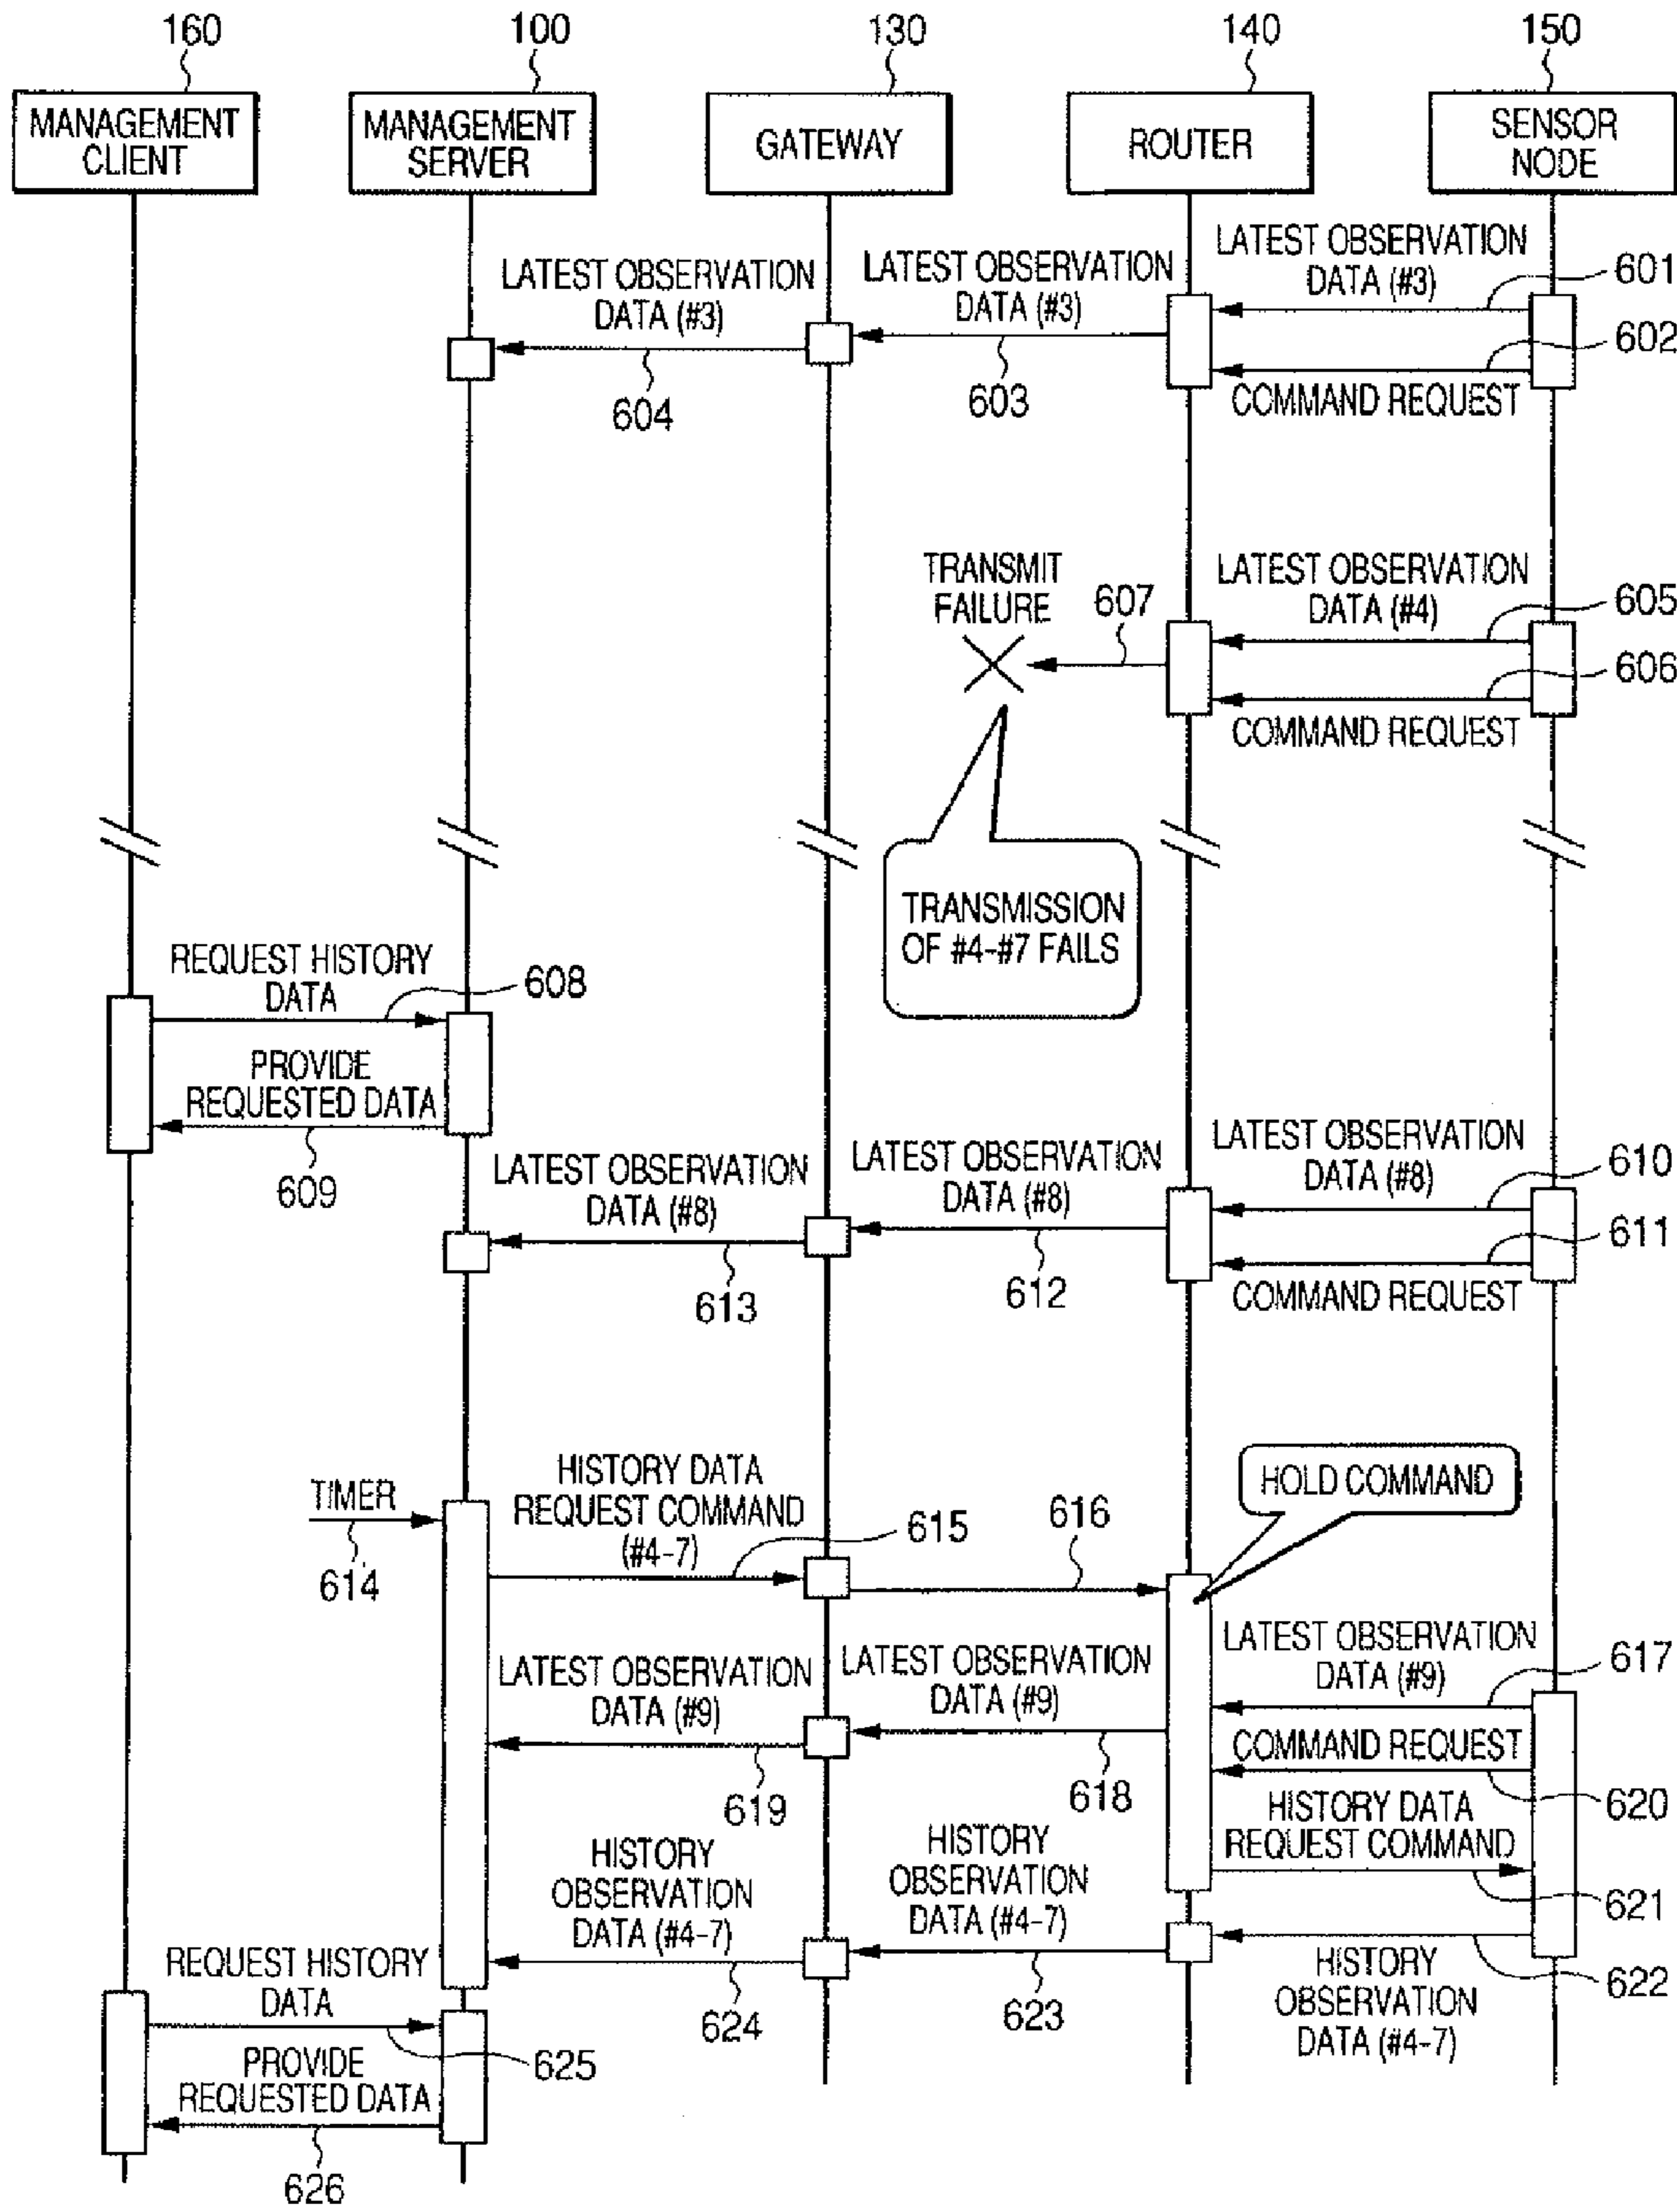 160
100
130
140
150
MANAGEMENT
CLIENT
MANAGEMENT
SERVER
GATEWAY
ROUTER
SENSOR
NODE
LATEST OBSERVATION
DATA (#3)
601
LATEST OBSERVATION
DATA (#3)
LATEST OBSERVATION
DATA (#3)
602
604
603
COMMAND REQUEST
TRANSMIT
FAILURE
607
LATEST OBSERVATION
DATA (#4)
605
606
COMMAND REQUEST
TRANSMISSION
OF #4-#7 FAILS
REQUEST HISTORY
DATA
608
PROVIDE
REQUESTED DATA
609
LATEST OBSERVATION
DATA (#8)
LATEST OBSERVATION
DATA (#8)
LATEST OBSERVATION
DATA (#8)
610
611
613
612
COMMAND REQUEST
TIMER
614
HISTORY DATA
REQUEST COMMAND
(#4-7)
615
616
HOLD COMMAND
LATEST OBSERVATION
DATA (#9)
617
LATEST OBSERVATION
DATA (#9)
LATEST OBSERVATION
DATA (#9)
619
618
COMMAND REQUEST
620
HISTORY DATA
REQUEST COMMAND
621
HISTORY
OBSERVATION
DATA (#4-7)
HISTORY
OBSERVATION
DATA (#4-7)
624
623
622
HISTORY
OBSERVATION
DATA (#4-7)
REQUEST HISTORY
DATA
625
PROVIDE
REQUESTED DATA
626